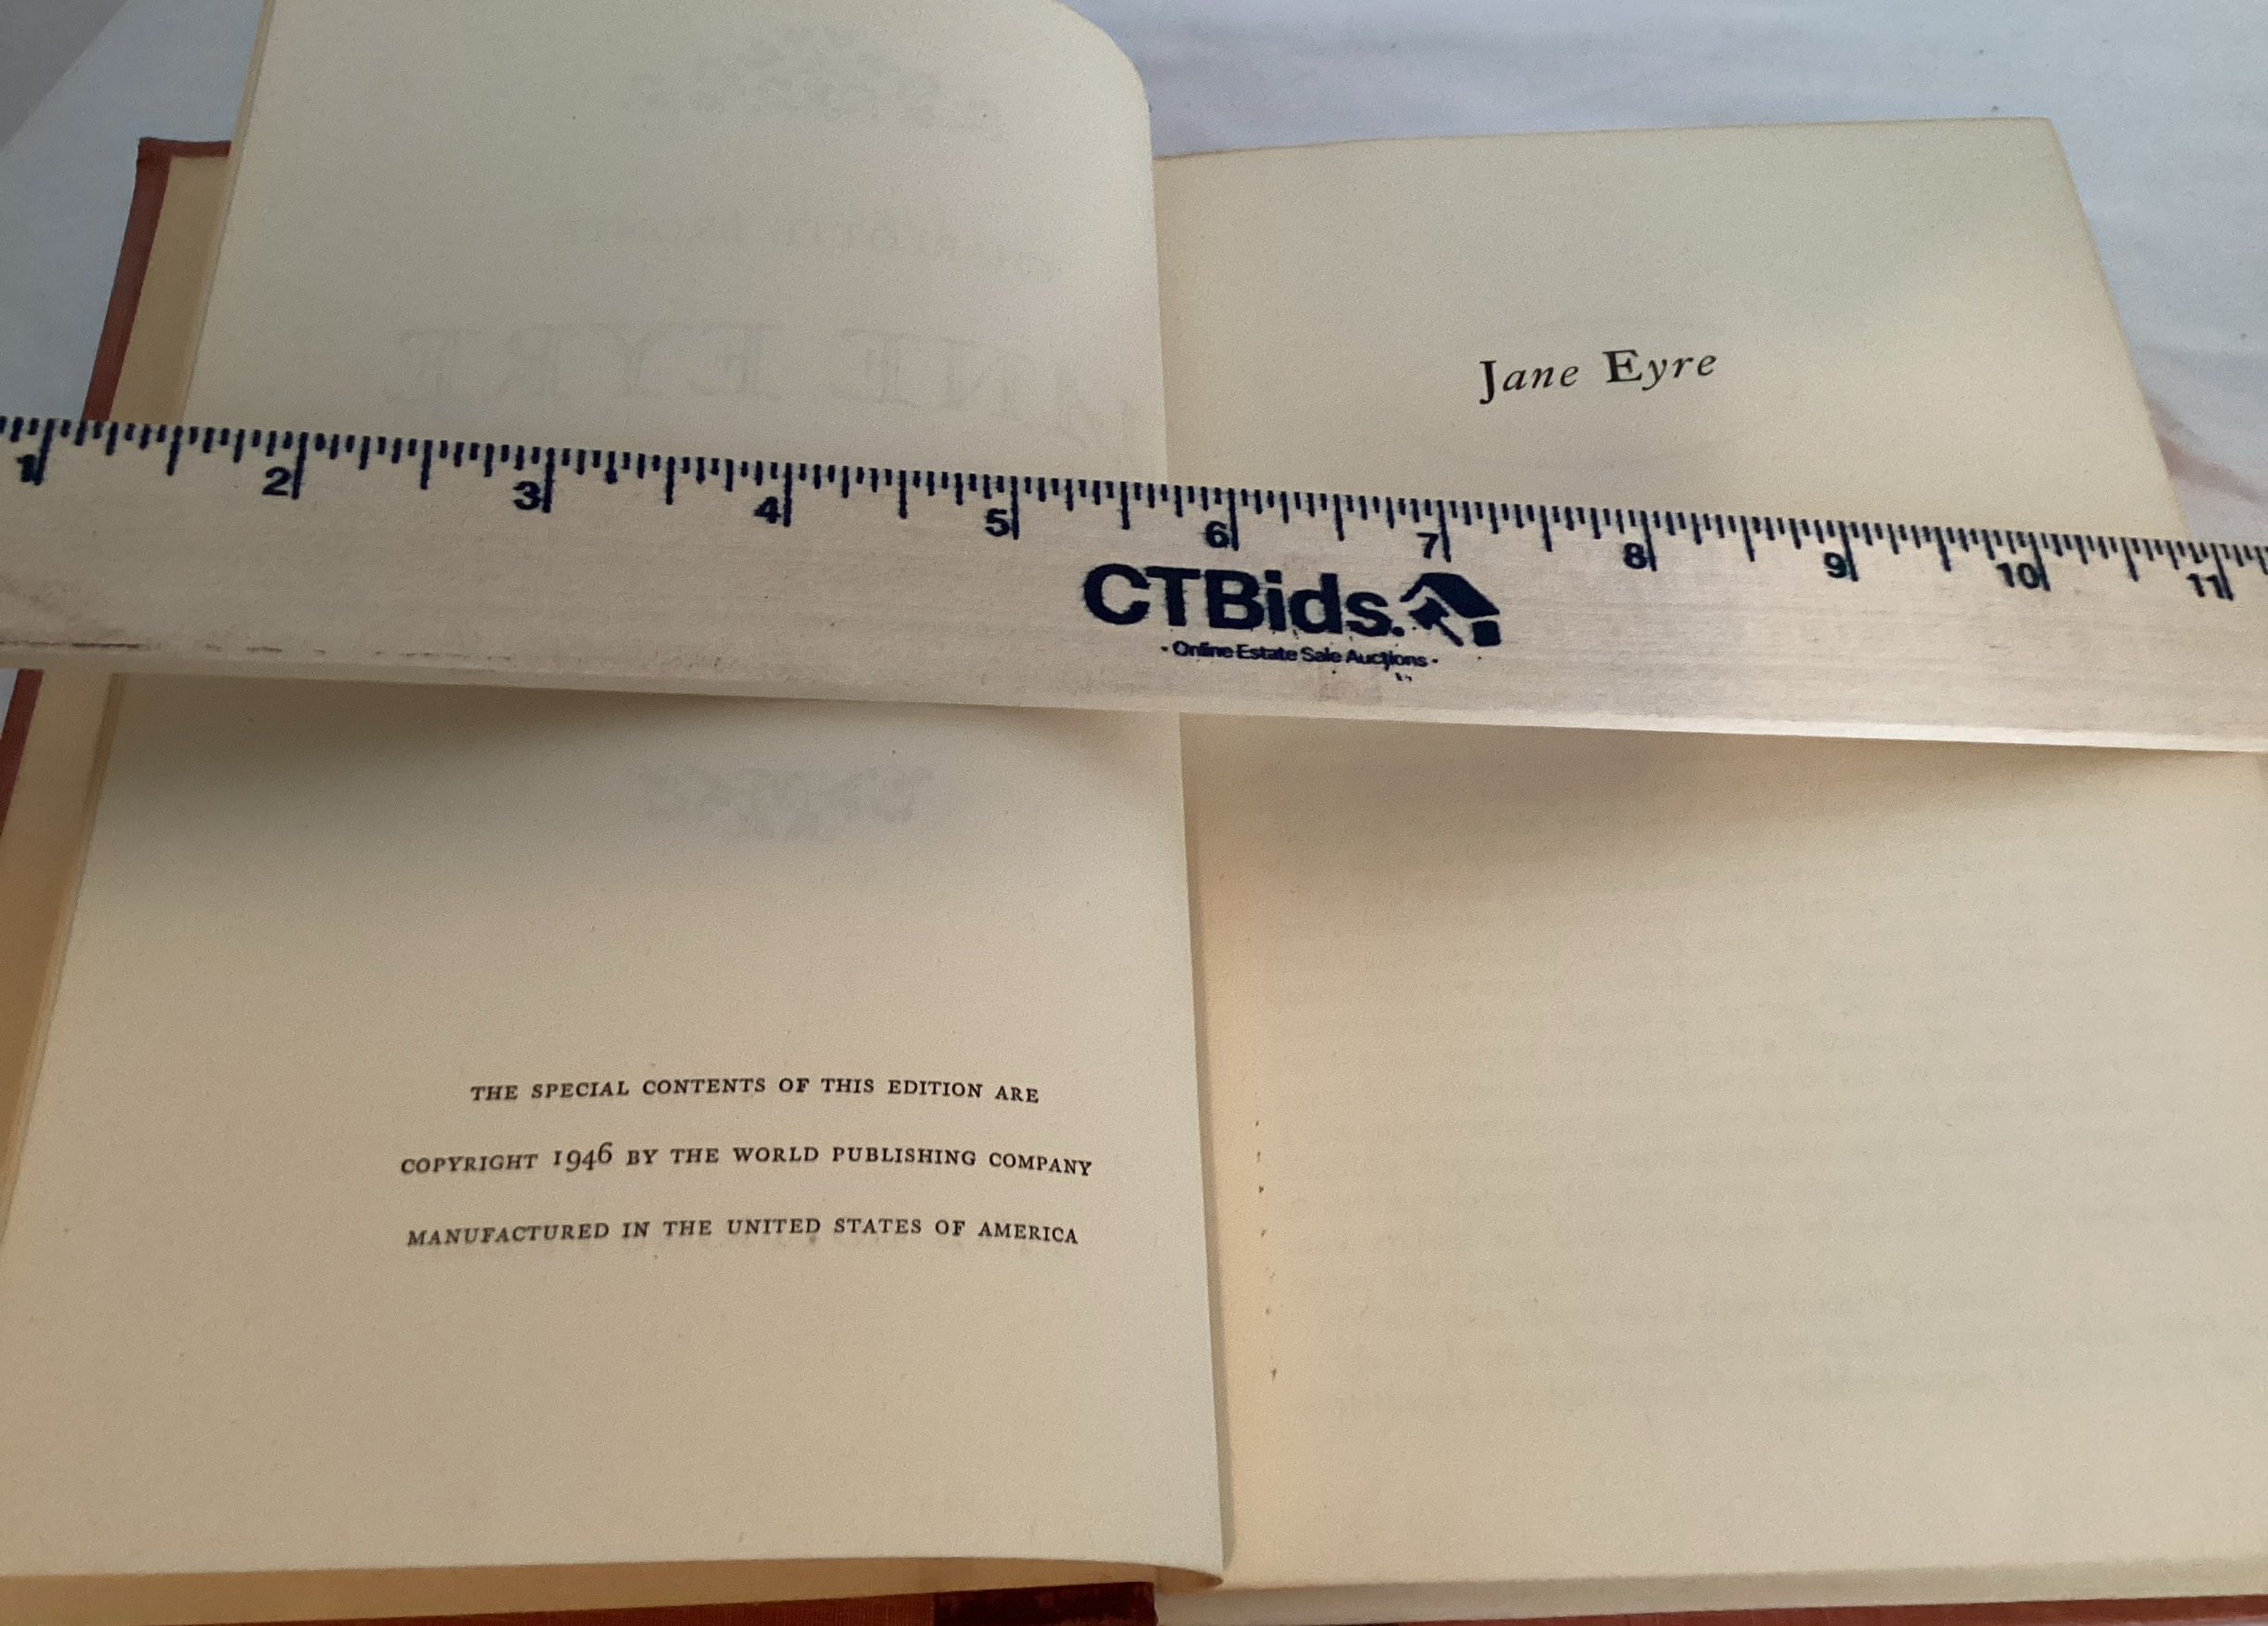 Jane Eyre
1 2 3 4 5 6 7 8 9 10 11
CTBids.
- Online Estate Sale Auctions -
THE SPECIAL CONTENTS OF THIS EDITION ARE
COPYRIGHT 1946 BY THE WORLD PUBLISHING COMPANY
MANUFACTURED IN THE UNITED STATES OF AMERICA